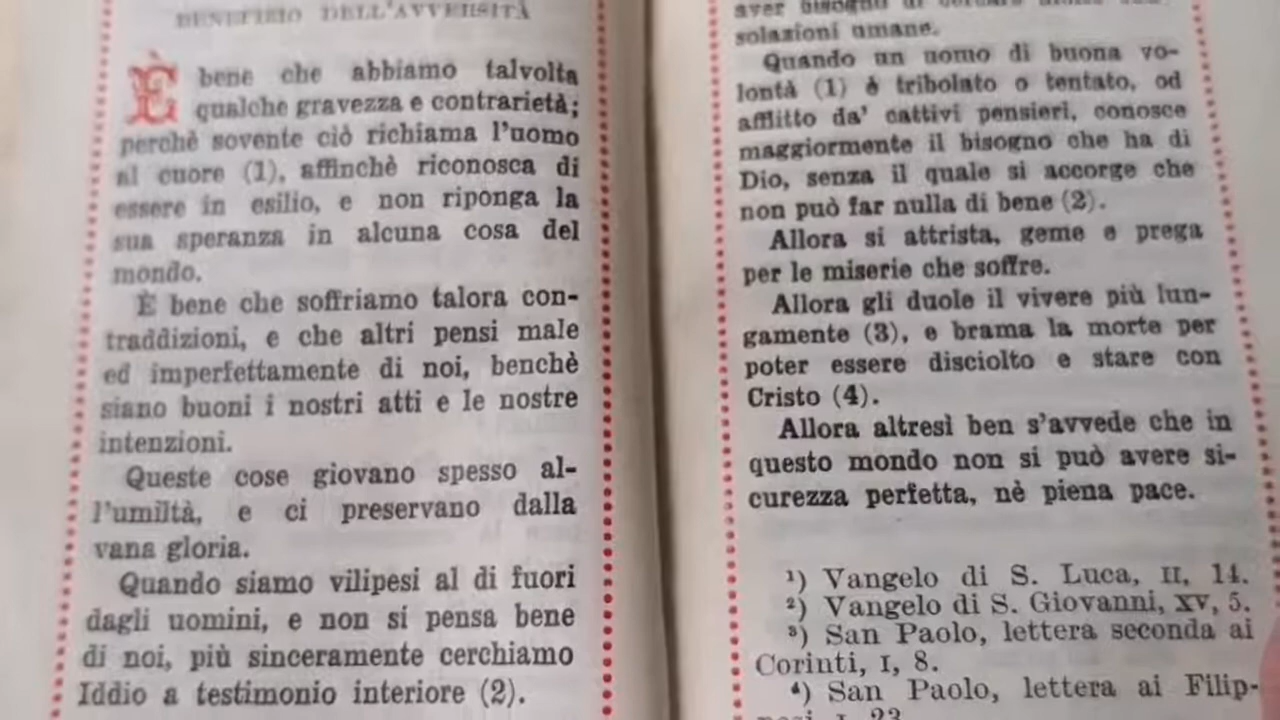 BENEFIZIO DELL'AVVERSITÀ
È bene che abbiamo talvolta
qualche gravezza e contrarietà;
perchè sovente ciò richiama l'uomo
al cuore (1), affinchè riconosca di
essere in esilio, e non riponga la
sua speranza in alcuna cosa del
mondo.
È bene che soffriamo talora con-
traddizioni, e che altri pensi male
ed imperfettamente di noi, benchè
siano buoni i nostri atti e le nostre
intenzioni.
Queste cose giovano spesso al-
l'umiltà, e ci preservano dalla
vana gloria.
Quando siamo vilipesi al di fuori
dagli uomini, e non si pensa bene
di noi, più sinceramente cerchiamo
Iddio a testimonio interiore (2).
aver bisogno di
solazioni umane.
Quando un uomo di buona vo-
lontà (1) è tribolato o tentato, od
afflitto da' cattivi pensieri, conosce
maggiormente il bisogno che ha di
Dio, senza il quale si accorge che
non può far nulla di bene (2).
Allora si attrista, geme e prega
per le miserie che soffre.
Allora gli duole il vivere più lun-
gamente (3), e brama la morte per
poter essere disciolto e stare con
Cristo (4).
Allora altresì ben s'avvede che in
questo mondo non si può avere si-
curezza perfetta, nè piena pace.
¹) Vangelo di S. Luca, II, 14.
²) Vangelo di S. Giovanni, XV, 5.
³) San Paolo, lettera seconda ai
Corinti, I, 8.
⁴) San Paolo, lettera ai Filip-
pesi, I, 23